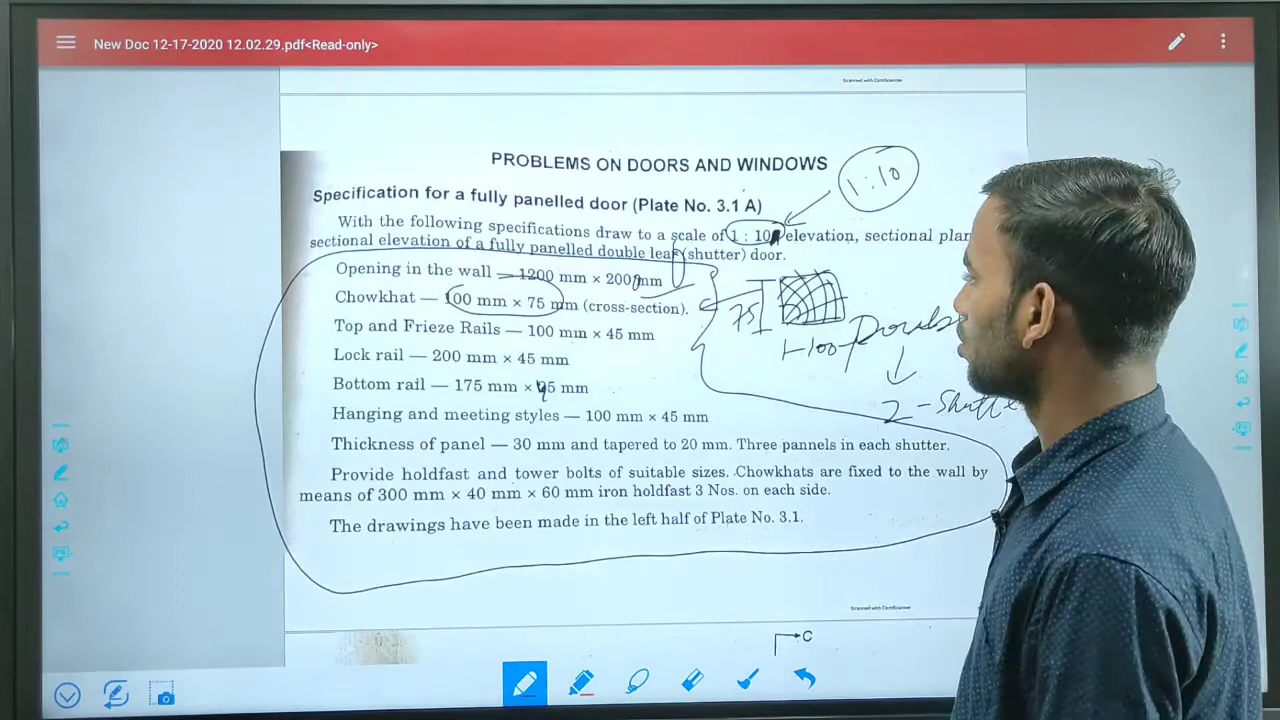 New Doc 12-17-2020 12.02.29.pdf<Read-only>
Scanned with CamScanner
PROBLEMS ON DOORS AND WINDOWS
1:10
Specification for a fully panelled door (Plate No. 3.1 A)
With the following specifications draw to a scale of 1 : 10, elevation, sectional plan
sectional elevation of a fully panelled double leaf (shutter) door.
Opening in the wall — 1200 mm × 2000 mm
Chowkhat — 100 mm × 75 mm (cross-section).
75
100
Top and Frieze Rails — 100 mm × 45 mm
Lock rail — 200 mm × 45 mm
Bottom rail — 175 mm × 45 mm
2 - Shutte
Hanging and meeting styles — 100 mm × 45 mm
Thickness of panel — 30 mm and tapered to 20 mm. Three pannels in each shutter.
Provide holdfast and tower bolts of suitable sizes. Chowkhats are fixed to the wall by
means of 300 mm × 40 mm × 60 mm iron holdfast 3 Nos. on each side.
The drawings have been made in the left half of Plate No. 3.1.
Scanned with CamScanner
C